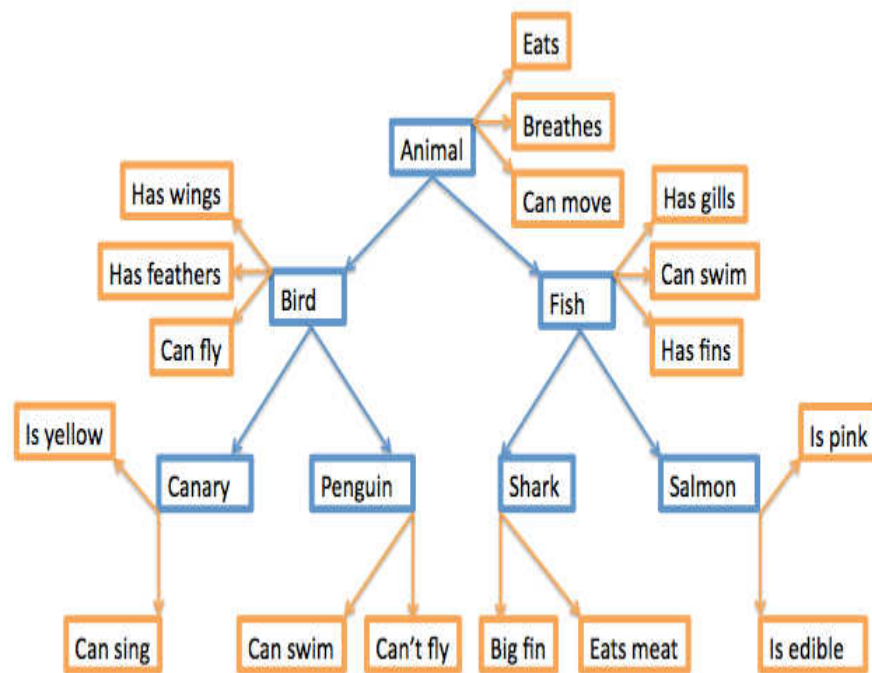 Eats
Breathes
Animal
Can move
Has wings
Has gills
Has feathers
Can swim
Bird
Fish
Can fly
Has fins
Is yellow
Is pink
Canary
Penguin
Shark
Salmon
Can sing
Can swim
Can't fly
Big fin
Eats meat
Is edible